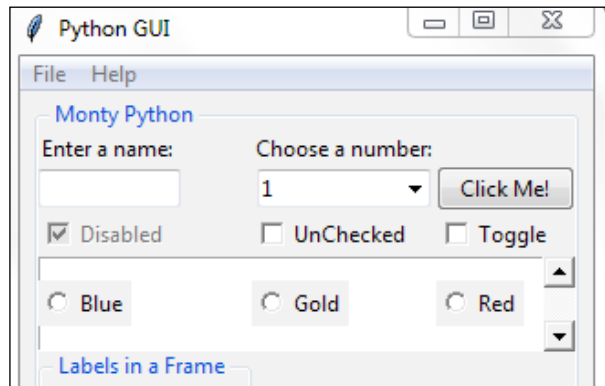 Python GUI
File Help
Monty Python
Enter a name: Choose a number:
1 Click Me!
Disabled UnChecked Toggle
Blue Gold Red
Labels in a Frame